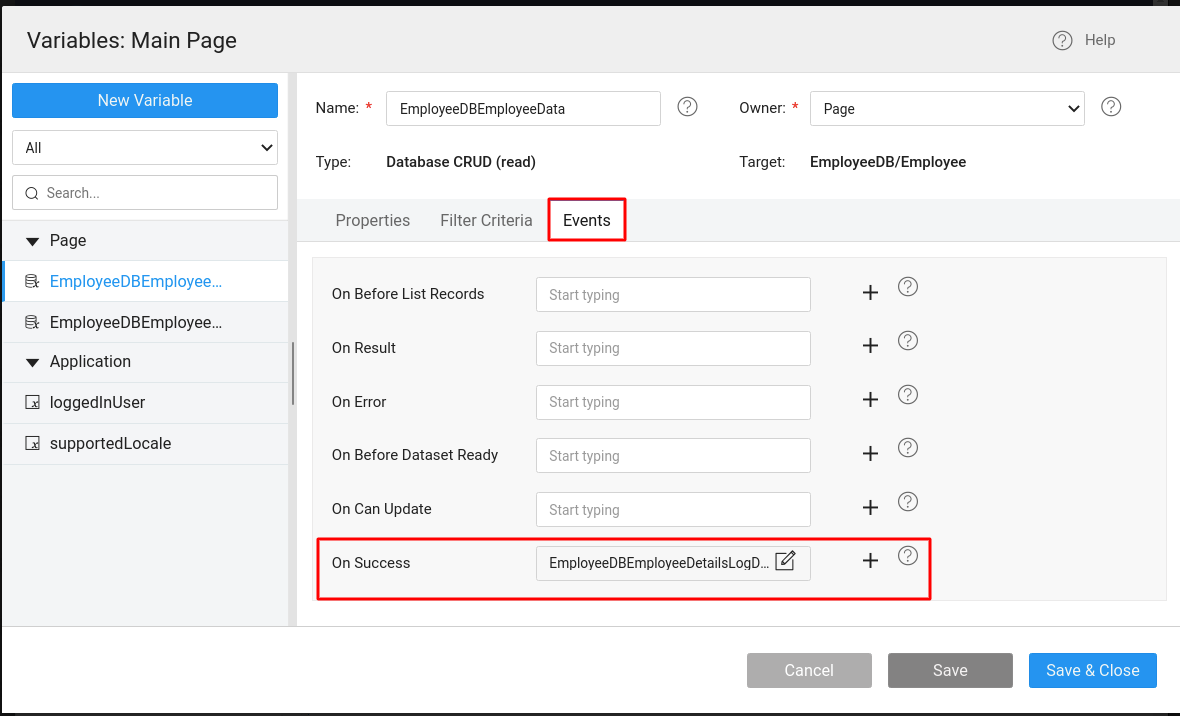 Variables: Main Page
? Help
New Variable
All
Search...
Page
EmployeeDBEmployee...
EmployeeDBEmployee...
Application
loggedInUser
supportedLocale
Name: * EmployeeDBEmployeeData ? Owner: * Page ?
Type: Database CRUD (read) Target: EmployeeDB/Employee
Properties Filter Criteria Events
On Before List Records Start typing + ?
On Result Start typing + ?
On Error Start typing + ?
On Before Dataset Ready Start typing + ?
On Can Update Start typing + ?
On Success EmployeeDBEmployeeDetailsLogD... + ?
Cancel Save Save & Close